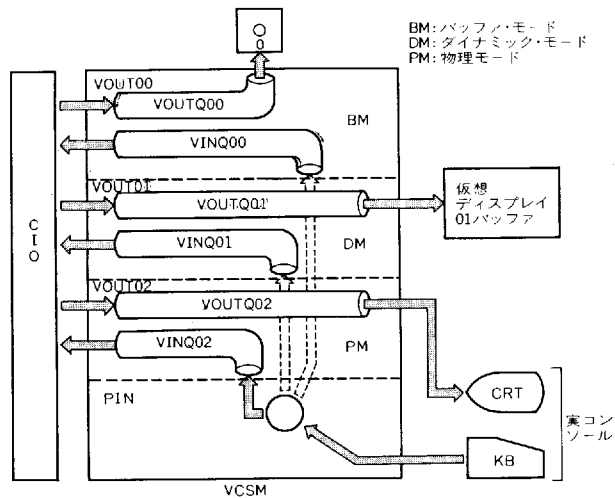 0
BM:バッファ・モード
DM:ダイナミック・モード
PM:物理モード
VOUT00
VOUTQ00
BM
VINQ00
VOUT01
VOUTQ01
仮想
ディスプレイ
01バッファ
CIO
VINQ01
DM
VOUT02
VOUTQ02
VINQ02
PM
PIN
CRT
KB
実コン
ソール
VCSM